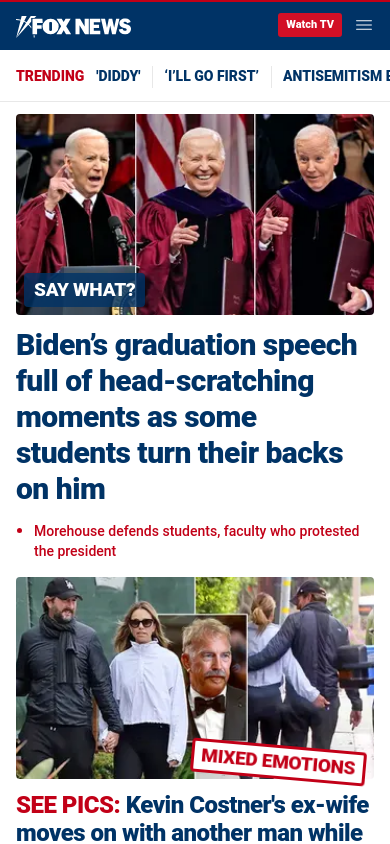 FOX NEWS
Watch TV
TRENDING 'DIDDY' ‘I’LL GO FIRST’ ANTISEMITISM
SAY WHAT?
Biden’s graduation speech
full of head-scratching
moments as some
students turn their backs
on him
• Morehouse defends students, faculty who protested
the president
MIXED EMOTIONS
SEE PICS: Kevin Costner's ex-wife
moves on with another man while